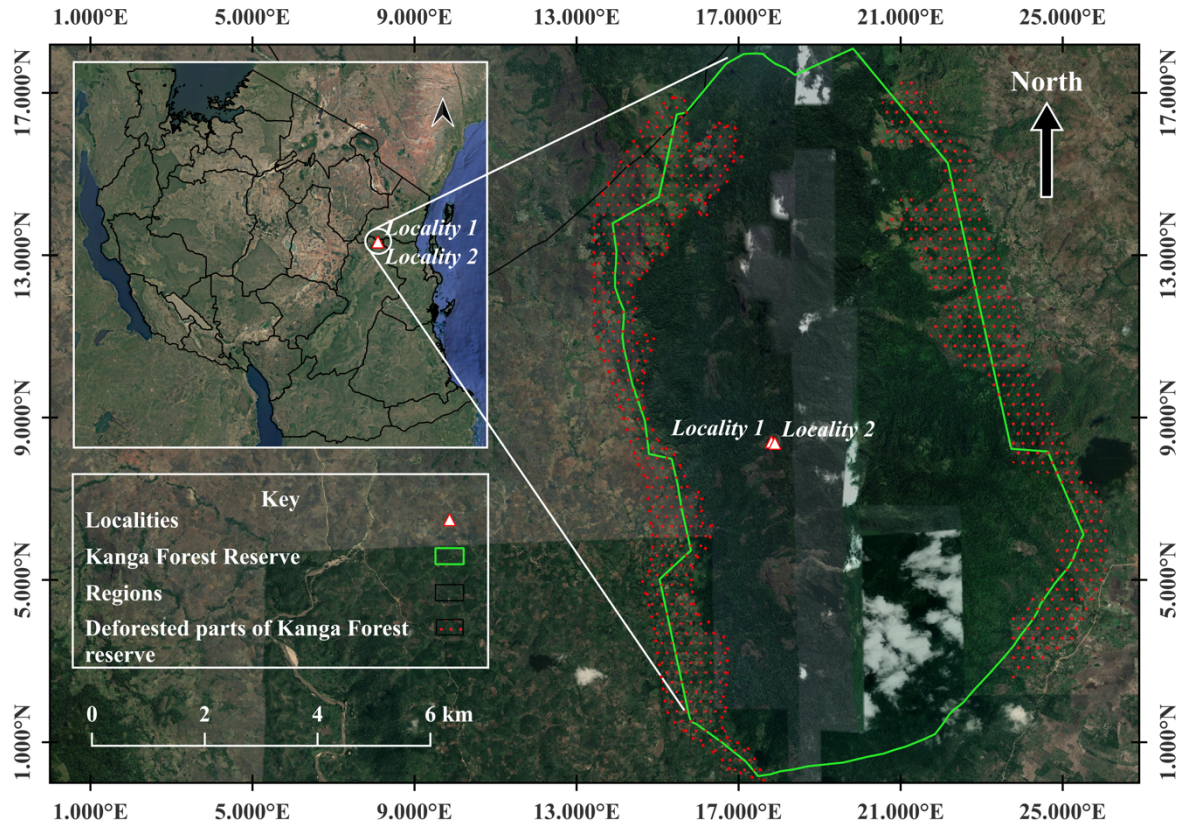 1.000°E 5.000°E 9.000°E 13.000°E 17.000°E 21.000°E 25.000°E
17.000°N
13.000°N
9.000°N
5.000°N
1.000°N
Locality 1
Locality 2
North
Locality 1 Locality 2
Key
Localities
Kanga Forest Reserve
Regions
Deforested parts of Kanga Forest
reserve
0 2 4 6 km
17.000°N
13.000°N
9.000°N
5.000°N
1.000°N
1.000°E 5.000°E 9.000°E 13.000°E 17.000°E 21.000°E 25.000°E